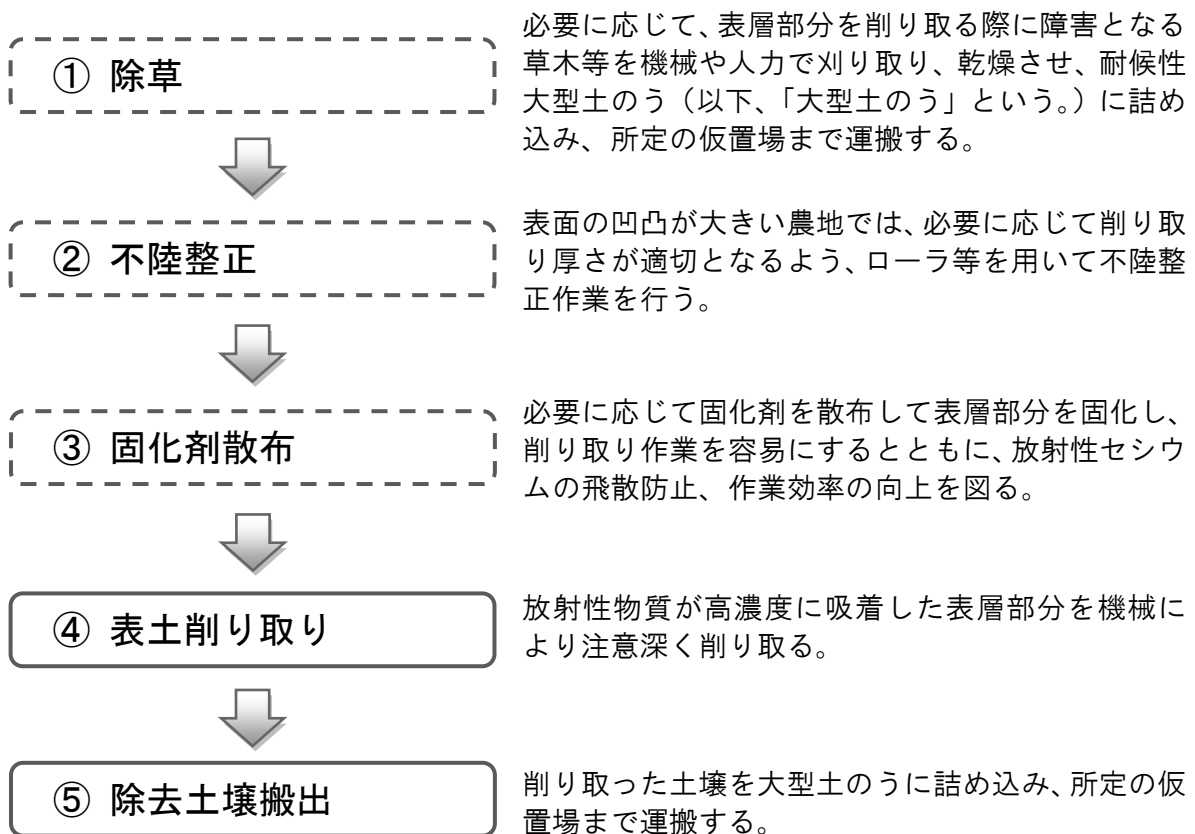 ① 除草
必要に応じて、表層部分を削り取る際に障害となる
草木等を機械や人力で刈り取り、乾燥させ、耐候性
大型土のう（以下、「大型土のう」という。）に詰め
込み、所定の仮置場まで運搬する。
② 不陸整正
表面の凹凸が大きい農地では、必要に応じて削り取
り厚さが適切となるよう、ローラ等を用いて不陸整
正作業を行う。
③ 固化剤散布
必要に応じて固化剤を散布して表層部分を固化し、
削り取り作業を容易にするとともに、放射性セシウ
ムの飛散防止、作業効率の向上を図る。
④ 表土削り取り
放射性物質が高濃度に吸着した表層部分を機械に
より注意深く削り取る。
⑤ 除去土壌搬出
削り取った土壌を大型土のうに詰め込み、所定の仮
置場まで運搬する。